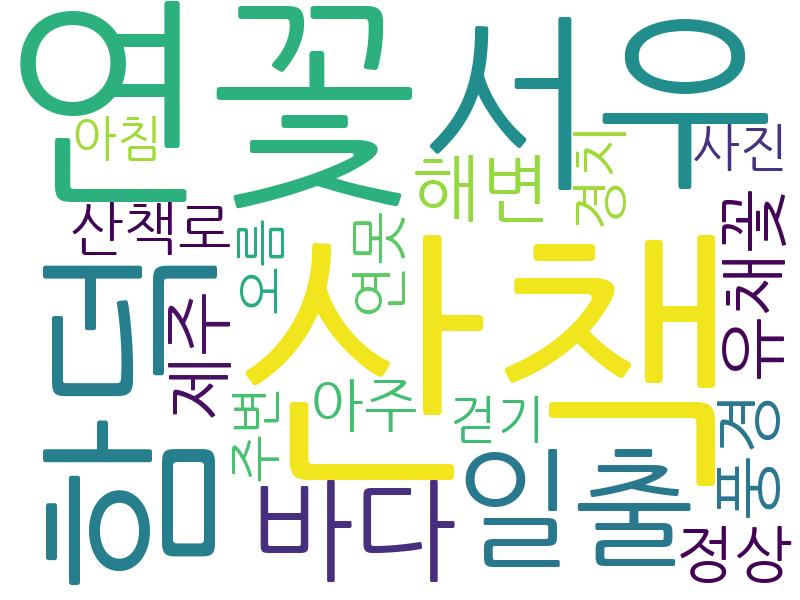 연꽃
서우
아침
사진
해변
경치
산책로
유채꽃
오름
연못
함덕
산책
제주
아주
주변
걷기
풍경
바다
일출
정상